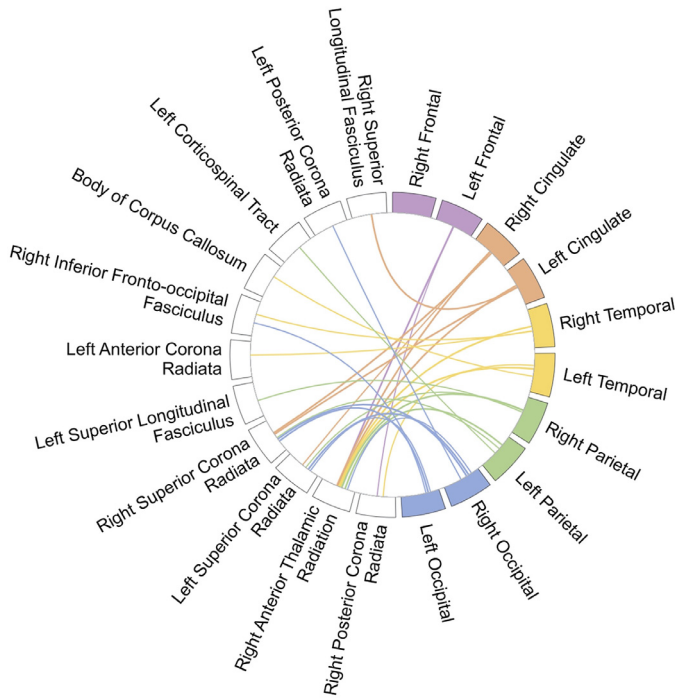 Right Frontal
Left Frontal
Right Cingulate
Left Cingulate
Right Temporal
Left Temporal
Right Parietal
Left Parietal
Right Occipital
Left Occipital
Right Posterior Corona
Radiata
Right Anterior Thalamic
Radiation
Left Superior Corona
Radiata
Right Superior Corona
Radiata
Left Superior Longitudinal
Fasciculus
Left Anterior Corona
Radiata
Right Inferior Fronto-occipital
Fasciculus
Body of Corpus Callosum
Left Corticospinal Tract
Left Posterior Corona
Radiata
Right Superior
Longitudinal Fasciculus